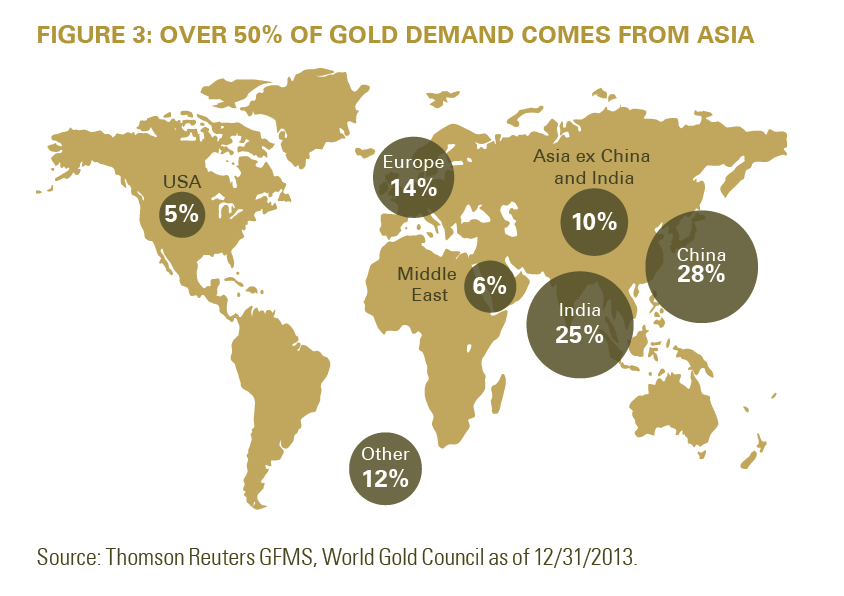 FIGURE 3: OVER 50% OF GOLD DEMAND COMES FROM ASIA
USA
5%
Europe
14%
Asia ex China
and India
10%
China
28%
Middle
East
6%
India
25%
Other
12%
Source: Thomson Reuters GFMS, World Gold Council as of 12/31/2013.